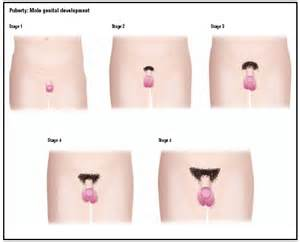 Puberty: Male genital development
Stage 1
Stage 2
Stage 3
Stage 4
Stage 5